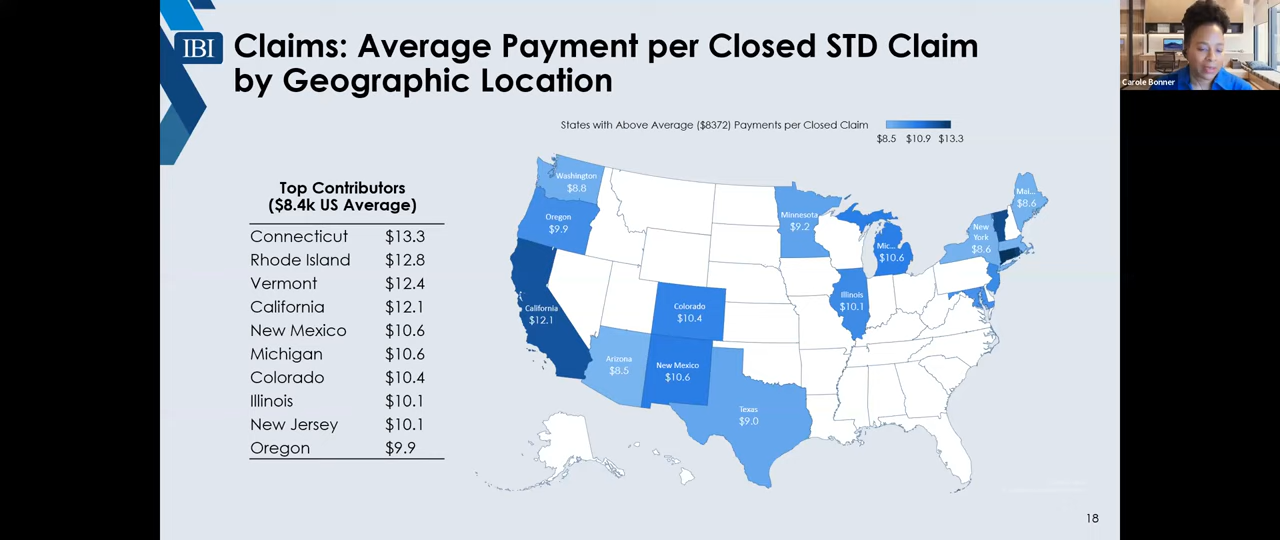 IBI
Claims: Average Payment per Closed STD Claim
by Geographic Location
Carole Bonner
States with Above Average ($8372) Payments per Closed Claim
$8.5 $10.9 $13.3
Top Contributors
($8.4k US Average)
Connecticut $13.3
Rhode Island $12.8
Vermont $12.4
California $12.1
New Mexico $10.6
Michigan $10.6
Colorado $10.4
Illinois $10.1
New Jersey $10.1
Oregon $9.9
Washington
$8.8
Oregon
$9.9
California
$12.1
Arizona
$8.5
Colorado
$10.4
New Mexico
$10.6
Texas
$9.0
Minnesota
$9.2
Illinois
$10.1
Mic...
$10.6
New
York
$8.6
Mai...
$8.6
18